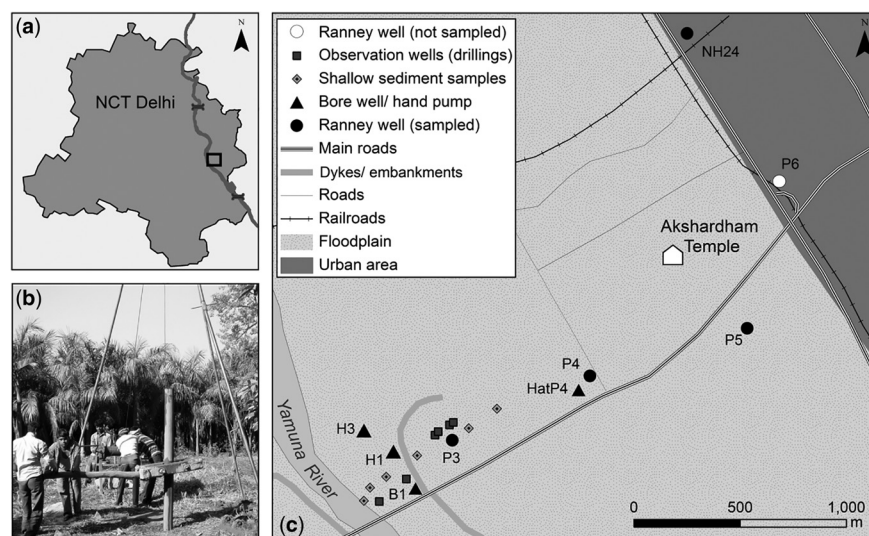 (a)
N
NCT Delhi
(b)
Ranney well (not sampled)
Observation wells (drillings)
Shallow sediment samples
Bore well/ hand pump
Ranney well (sampled)
Main roads
Dykes/ embankments
Roads
Railroads
Floodplain
Urban area
N
NH24
P6
Akshardham
Temple
P5
P4
HatP4
H3
H1
P3
B1
Yamuna River
(c)
0 500 1,000
m